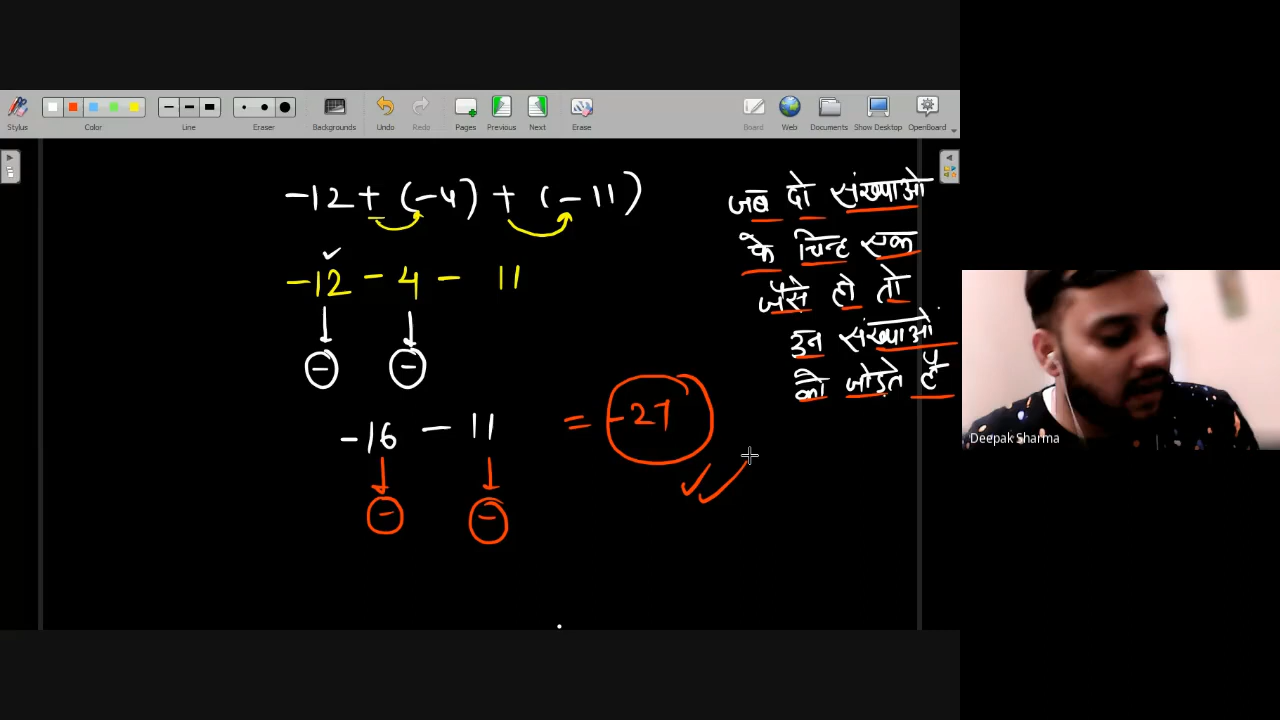 Stylus Color Line Eraser Backgrounds Undo Redo Pages Previous Next Erase Board Web Documents Show Desktop OpenBoard
-12 + (-4) + (-11)
-12 - 4 - 11
- -
-16 - 11 = -27
- -
जब दो संख्याओ
के चिन्ह एक
जैसे हो तो
उन संख्याओं
को जोड़ते है
Deepak Sharma